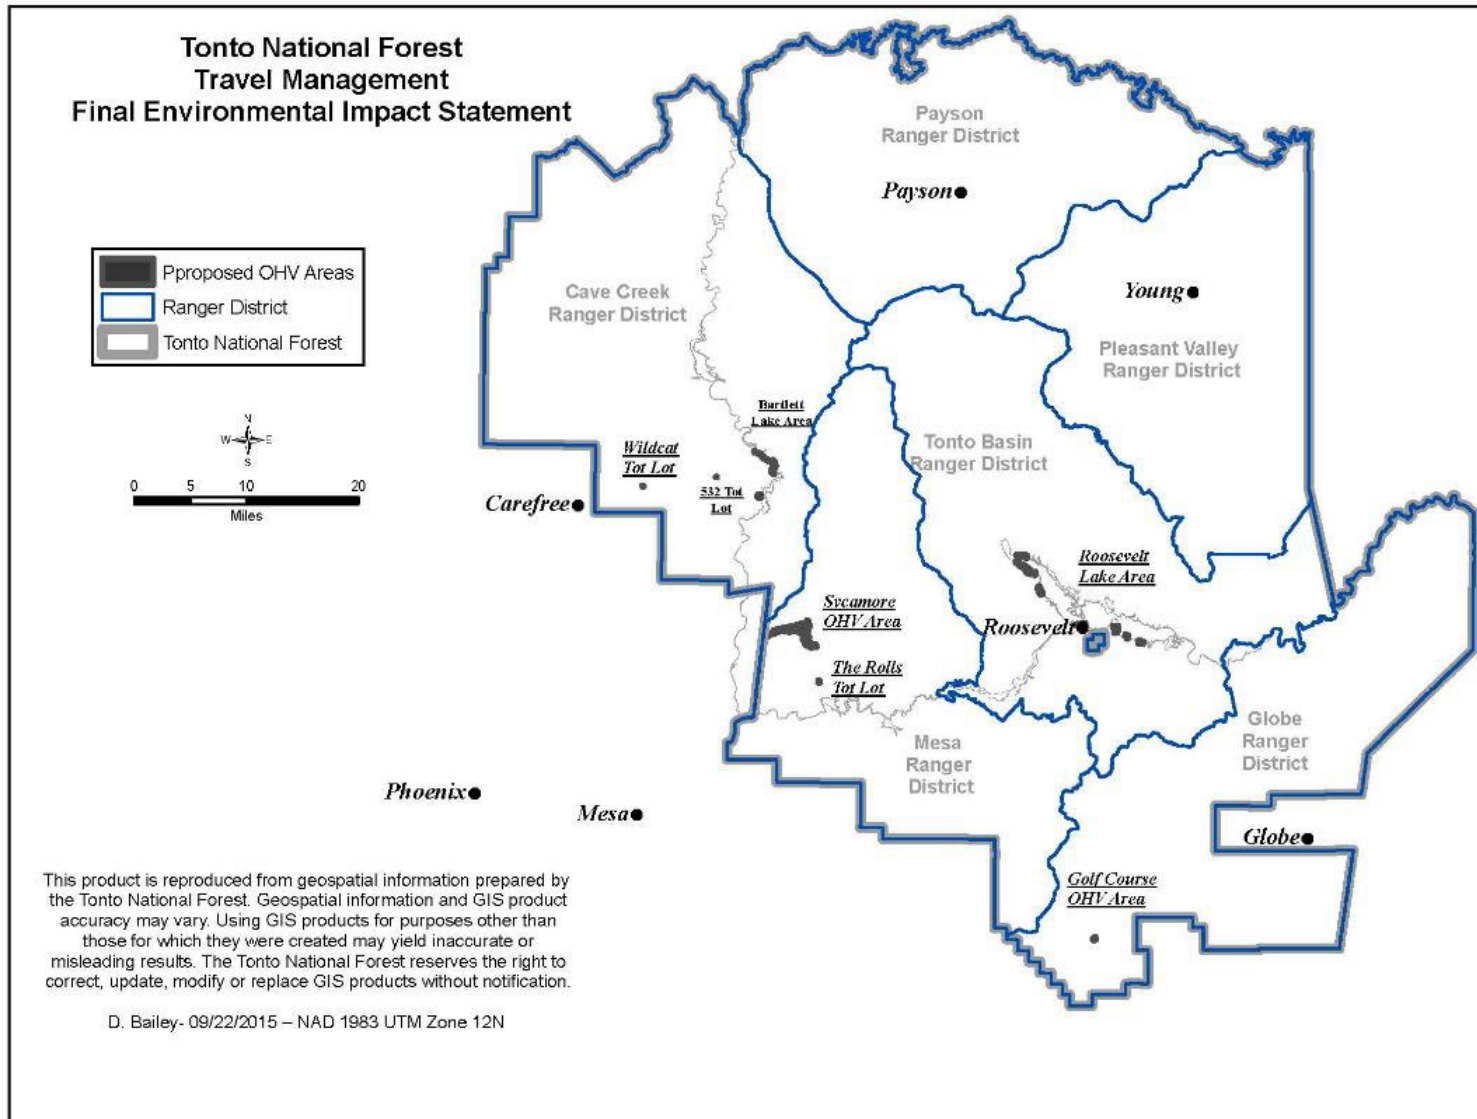 Tonto National Forest
Travel Management
Final Environmental Impact Statement
Payson
Ranger District
Payson
Pproposed OHV Areas
Ranger District
Tonto National Forest
Cave Creek
Ranger District
Young
Pleasant Valley
Ranger District
N
W E
S
0 5 10 20
Miles
Bartlett
Lake Area
Wildcat
Tot Lot
532 Tot
Lot
Carefree
Tonto Basin
Ranger District
Roosevelt
Lake Area
Sycamore
OHV Area
Roosevelt
The Rolls
Tot Lot
Mesa
Ranger
District
Globe
Ranger
District
Phoenix
Mesa
Globe
Golf Course
OHV Area
This product is reproduced from geospatial information prepared by
the Tonto National Forest. Geospatial information and GIS product
accuracy may vary. Using GIS products for purposes other than
those for which they were created may yield inaccurate or
misleading results. The Tonto National Forest reserves the right to
correct, update, modify or replace GIS products without notification.
D. Bailey- 09/22/2015 – NAD 1983 UTM Zone 12N